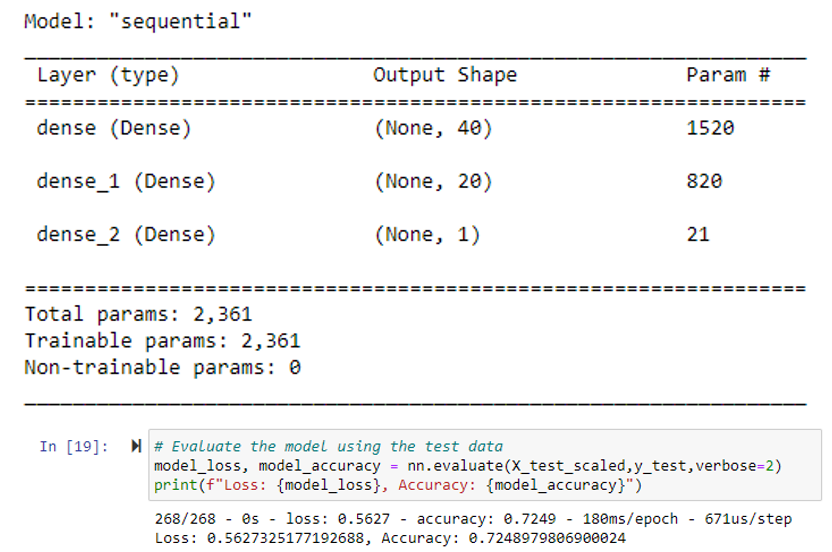 Model: "sequential"
Layer (type) Output Shape Param #
dense (Dense) (None, 40) 1520
dense_1 (Dense) (None, 20) 820
dense_2 (Dense) (None, 1) 21
Total params: 2,361
Trainable params: 2,361
Non-trainable params: 0
In [19]: # Evaluate the model using the test data
model_loss, model_accuracy = nn.evaluate(X_test_scaled,y_test,verbose=2)
print(f"Loss: {model_loss}, Accuracy: {model_accuracy}")
268/268 - 0s - loss: 0.5627 - accuracy: 0.7249 - 180ms/epoch - 671us/step
Loss: 0.5627325177192688, Accuracy: 0.7248979806900024